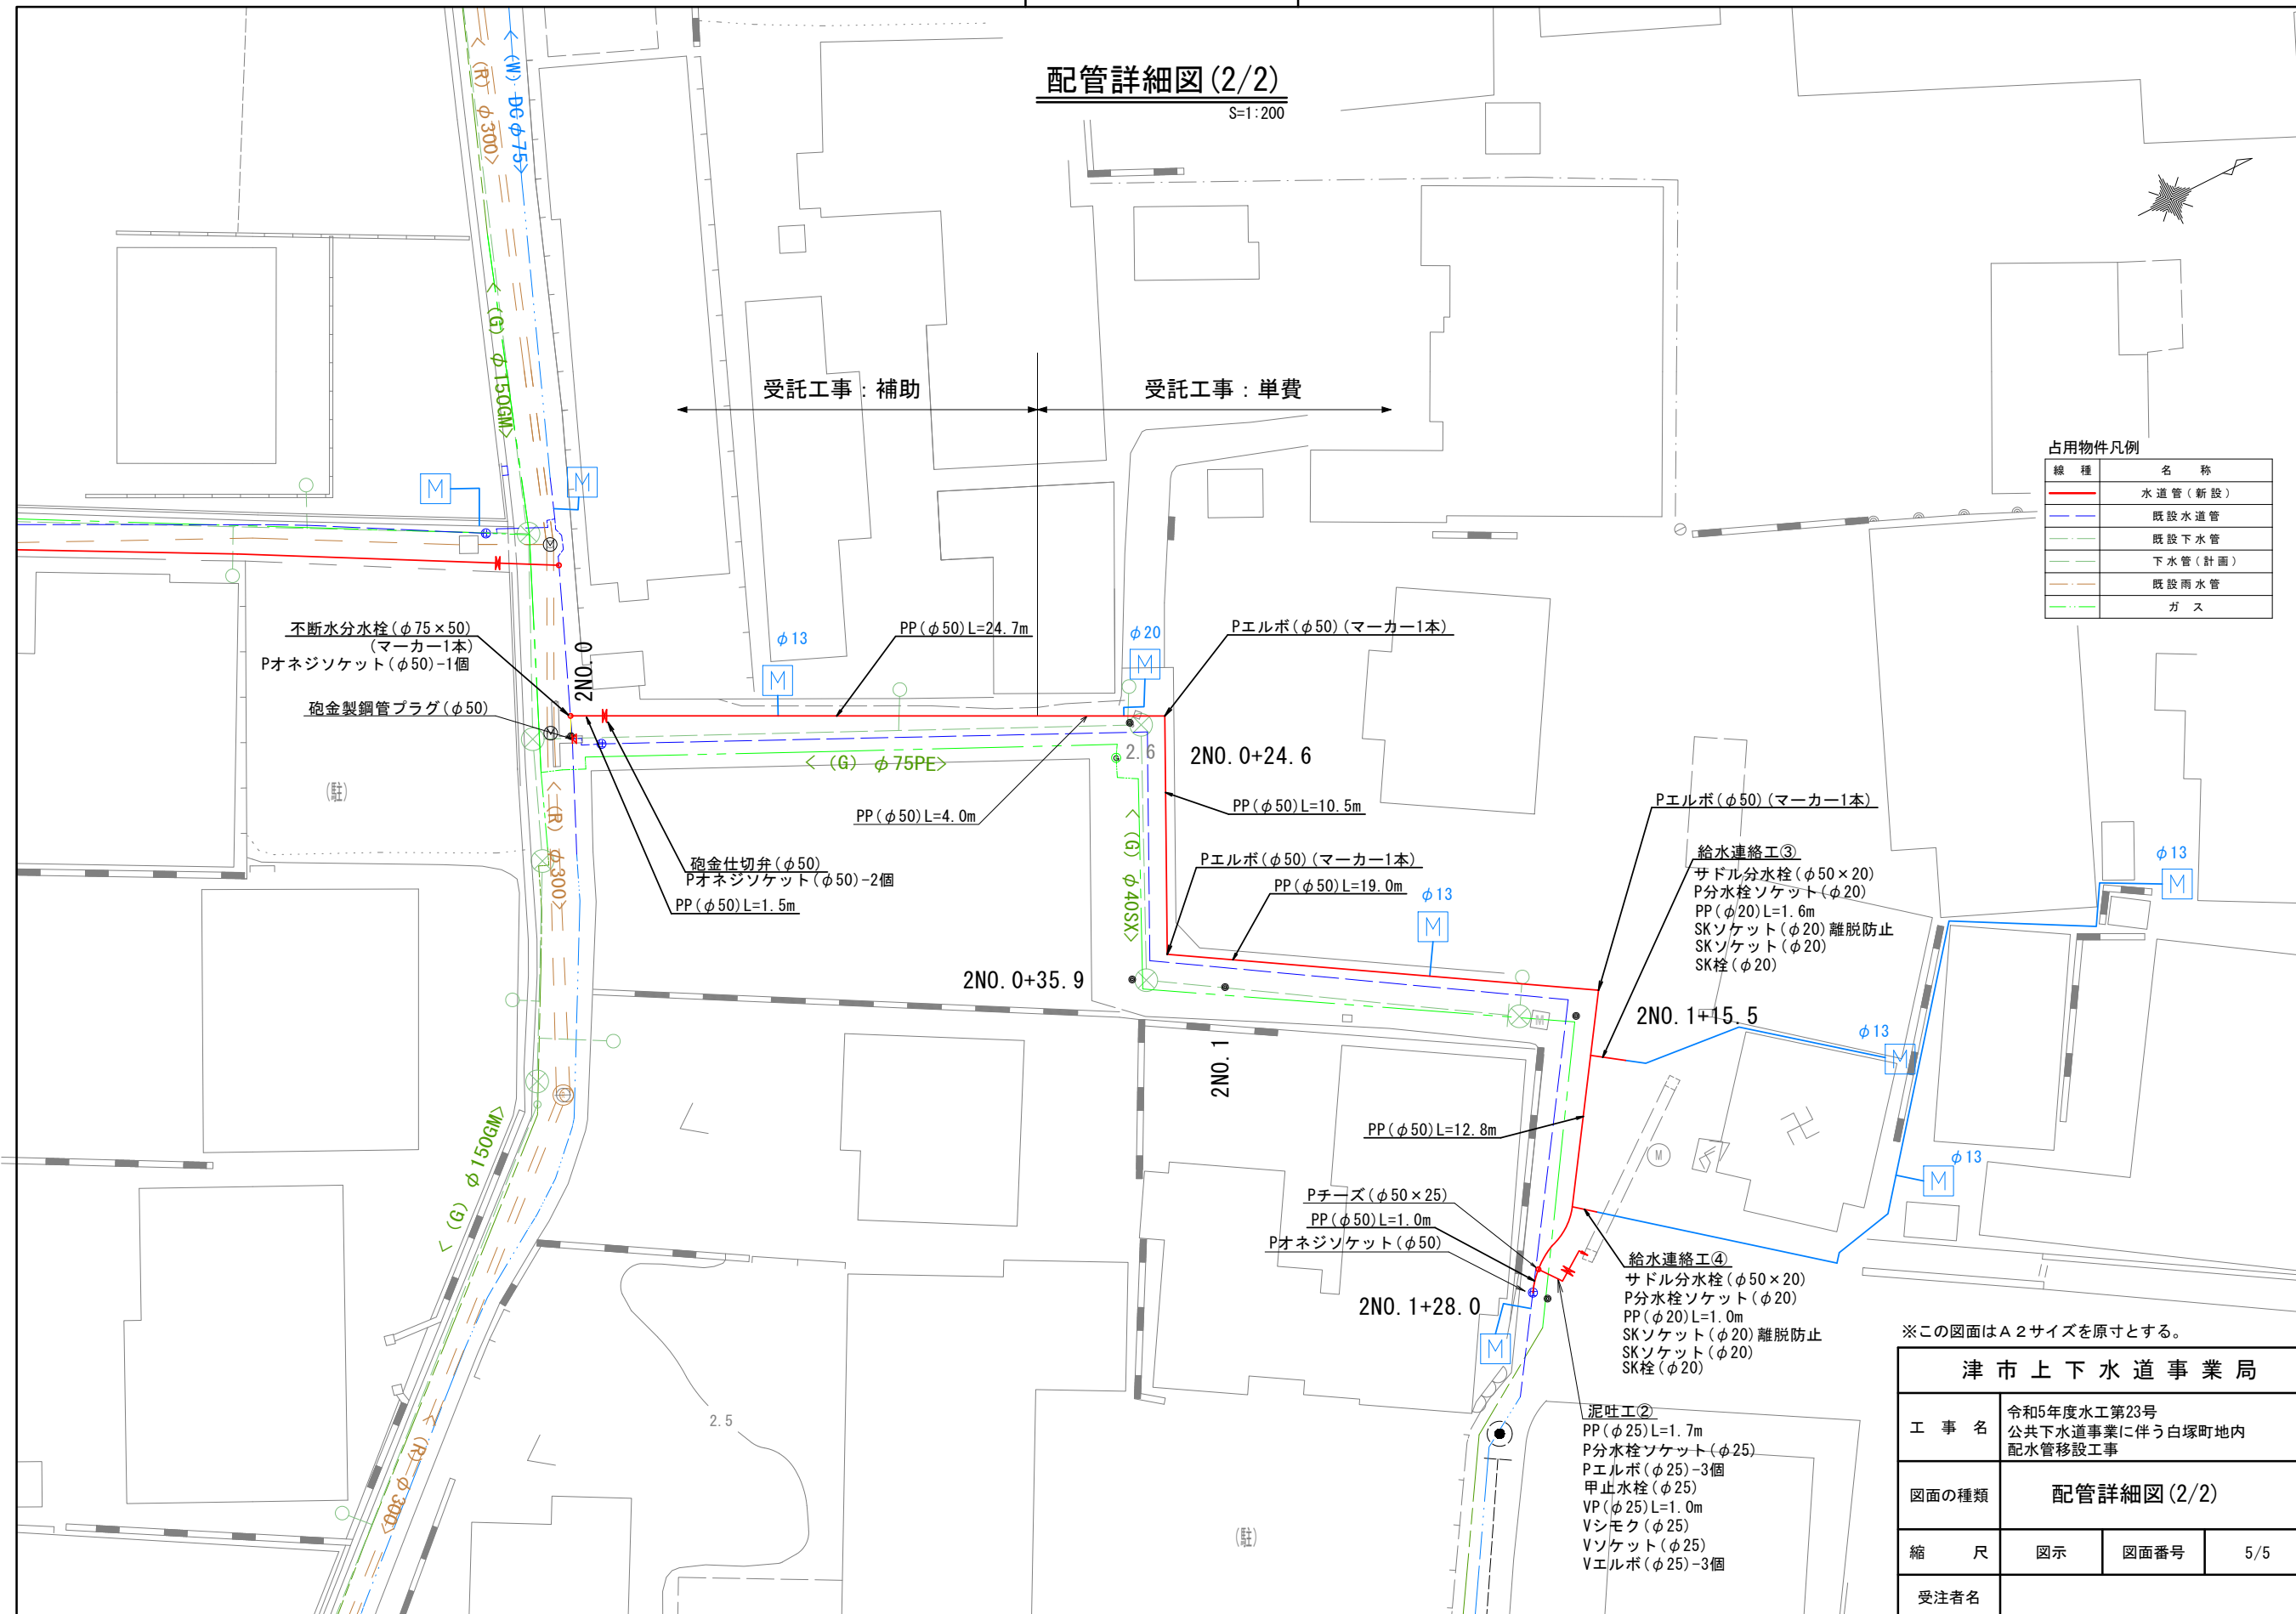 配管詳細図(2/2)
S=1:200
<(R) φ300>
<(W) DCφ75>
<(G) φ150GM>
受託工事：補助
受託工事：単費
占用物件凡例
線 種
名 称
水道管(新設)
既設水道管
既設下水管
下水管(計画)
既設雨水管
ガ ス
M
M
M
M
不断水分水栓(φ75×50)
(マーカー1本)
Pオネジソケット(φ50)-1個
砲金製鋼管プラグ(φ50)
2NO.0
φ13
M
PP(φ50)L=24.7m
φ20
M
Pエルボ(φ50)(マーカー1本)
2.6
2NO.0+24.6
<(G) φ75PE>
PP(φ50)L=4.0m
PP(φ50)L=10.5m
<(G) φ40SX>
(駐)
<(R) φ300>
砲金仕切弁(φ50)
Pオネジソケット(φ50)-2個
PP(φ50)L=1.5m
Pエルボ(φ50)(マーカー1本)
PP(φ50)L=19.0m
φ13
M
Pエルボ(φ50)(マーカー1本)
給水連絡工③
サドル分水栓(φ50×20)
P分水栓ソケット(φ20)
PP(φ20)L=1.6m
SKソケット(φ20)離脱防止
SKソケット(φ20)
SK栓(φ20)
φ13
M
2NO.0+35.9
2NO.1
M
2NO.1+15.5
φ13
M
PP(φ50)L=12.8m
M
φ13
M
<(G) φ150GM>
Pチーズ(φ50×25)
PP(φ50)L=1.0m
Pオネジソケット(φ50)
2NO.1+28.0
M
給水連絡工④
サドル分水栓(φ50×20)
P分水栓ソケット(φ20)
PP(φ20)L=1.0m
SKソケット(φ20)離脱防止
SKソケット(φ20)
SK栓(φ20)
泥吐工②
PP(φ25)L=1.7m
P分水栓ソケット(φ25)
Pエルボ(φ25)-3個
甲止水栓(φ25)
VP(φ25)L=1.0m
Vシモク(φ25)
Vソケット(φ25)
Vエルボ(φ25)-3個
2.5
<(R) φ300>
(駐)
※この図面はA２サイズを原寸とする。
津市上下水道事業局
工 事 名
令和5年度水工第23号
公共下水道事業に伴う白塚町地内
配水管移設工事
図面の種類
配管詳細図(2/2)
縮 尺
図示
図面番号
5/5
受注者名